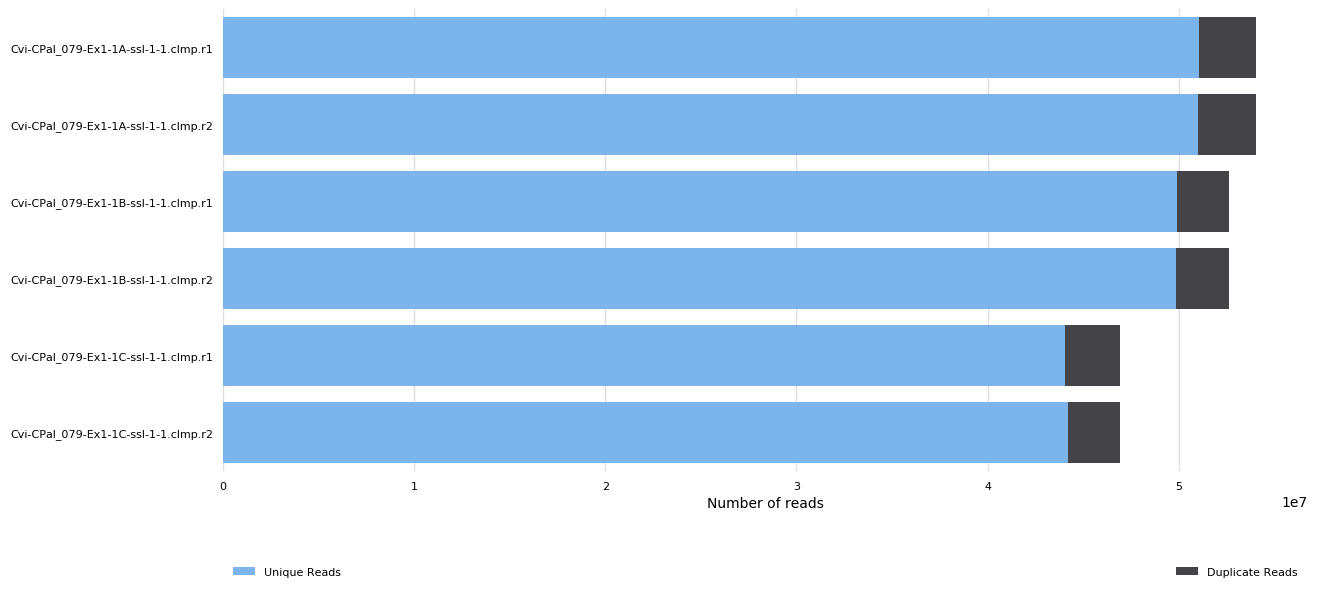 Cvi-CPal_079-Ex1-1A-ssl-1-1.clmp.r1
Cvi-CPal_079-Ex1-1A-ssl-1-1.clmp.r2
Cvi-CPal_079-Ex1-1B-ssl-1-1.clmp.r1
Cvi-CPal_079-Ex1-1B-ssl-1-1.clmp.r2
Cvi-CPal_079-Ex1-1C-ssl-1-1.clmp.r1
Cvi-CPal_079-Ex1-1C-ssl-1-1.clmp.r2
0 1 2 3 4 5
Number of reads
1e7
Unique Reads
Duplicate Reads